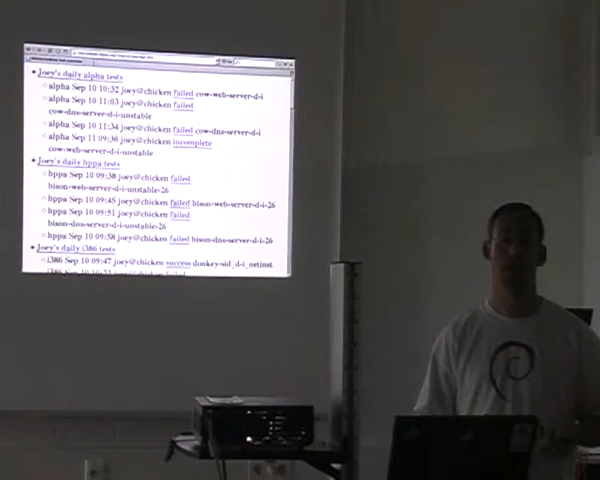 Joey's daily alpha tests
alpha Sep 10 10:32 joey@chicken failed cow-web-server-d-i
alpha Sep 10 11:03 joey@chicken failed
cow-dns-server-d-i-unstable
alpha Sep 10 11:34 joey@chicken failed cow-dns-server-d-i
alpha Sep 11 09:30 joey@chicken incomplete
cow-web-server-d-i-unstable
Joey's daily hppa tests
hppa Sep 10 09:38 joey@chicken failed
bison-web-server-d-i-unstable-26
hppa Sep 10 09:45 joey@chicken failed bison-web-server-d-i-26
hppa Sep 10 09:51 joey@chicken failed
bison-dns-server-d-i-unstable-26
hppa Sep 10 09:58 joey@chicken failed bison-dns-server-d-i-26
Joey's daily i386 tests
i386 Sep 10 09:47 joey@chicken success donkey-sid_d-i_netinst